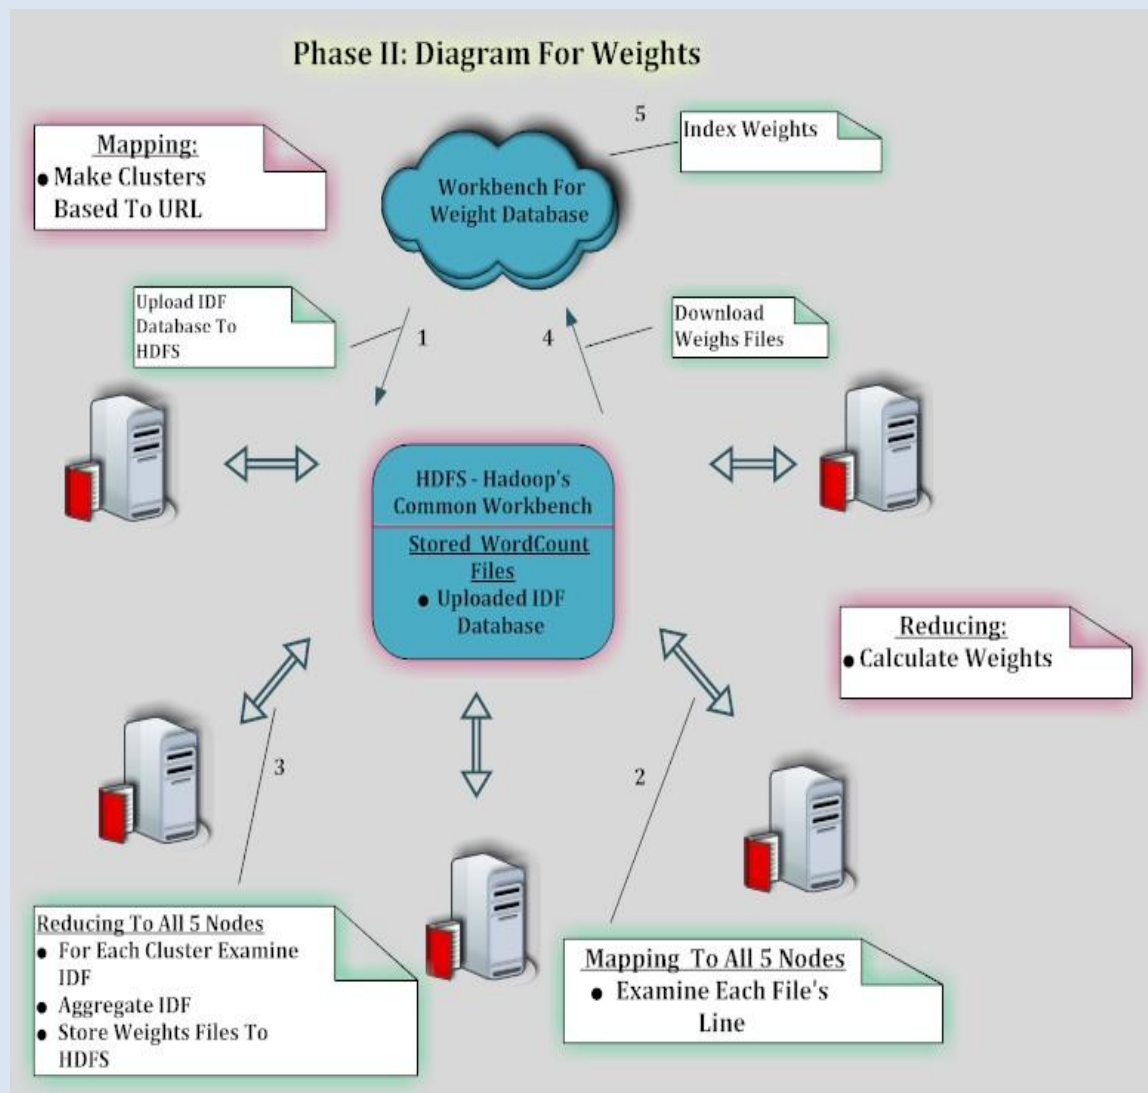 Phase II: Diagram For Weights
5
Index Weights
Mapping:
● Make Clusters
Based To URL
Workbench For
Weight Database
Upload IDF
Database To
HDFS
1
4
Download
Weighs Files
HDFS - Hadoop's
Common Workbench
Stored WordCount
Files
● Uploaded IDF
Database
Reducing:
● Calculate Weights
3
2
Reducing To All 5 Nodes
● For Each Cluster Examine
IDF
● Aggregate IDF
● Store Weights Files To
HDFS
Mapping To All 5 Nodes
● Examine Each File's
Line